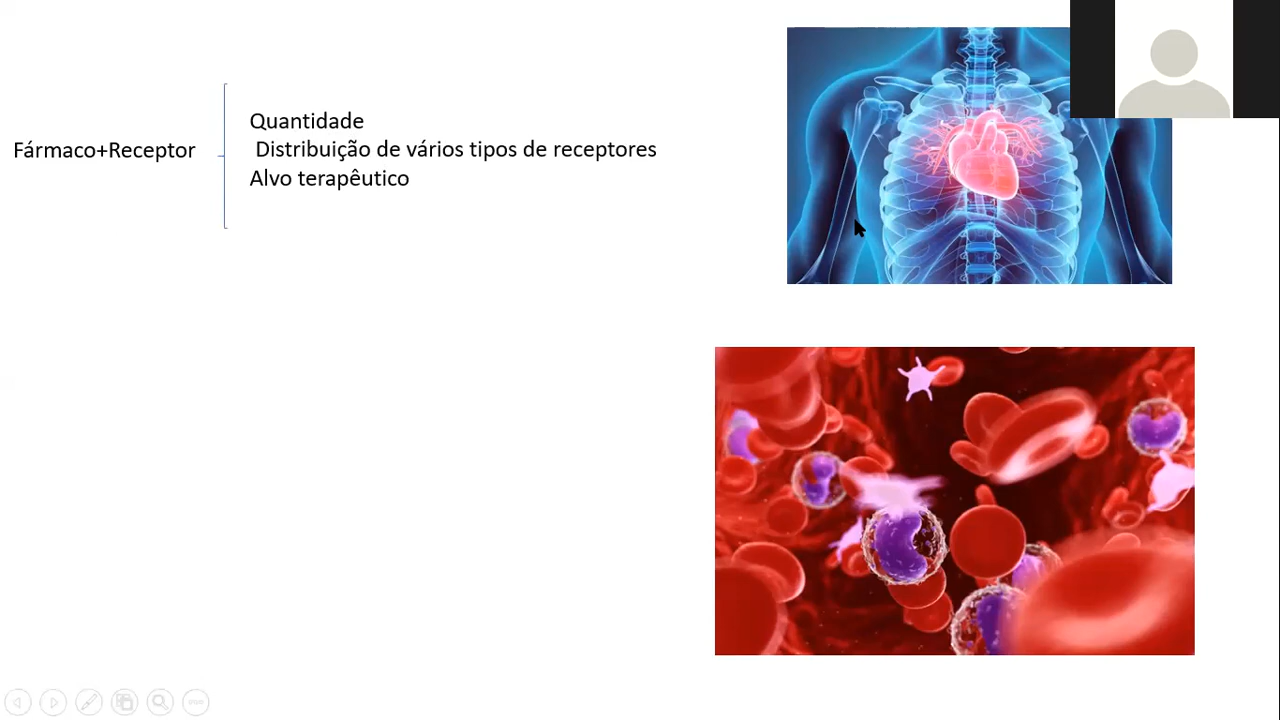 Fármaco+Receptor
Quantidade
Distribuição de vários tipos de receptores
Alvo terapêutico